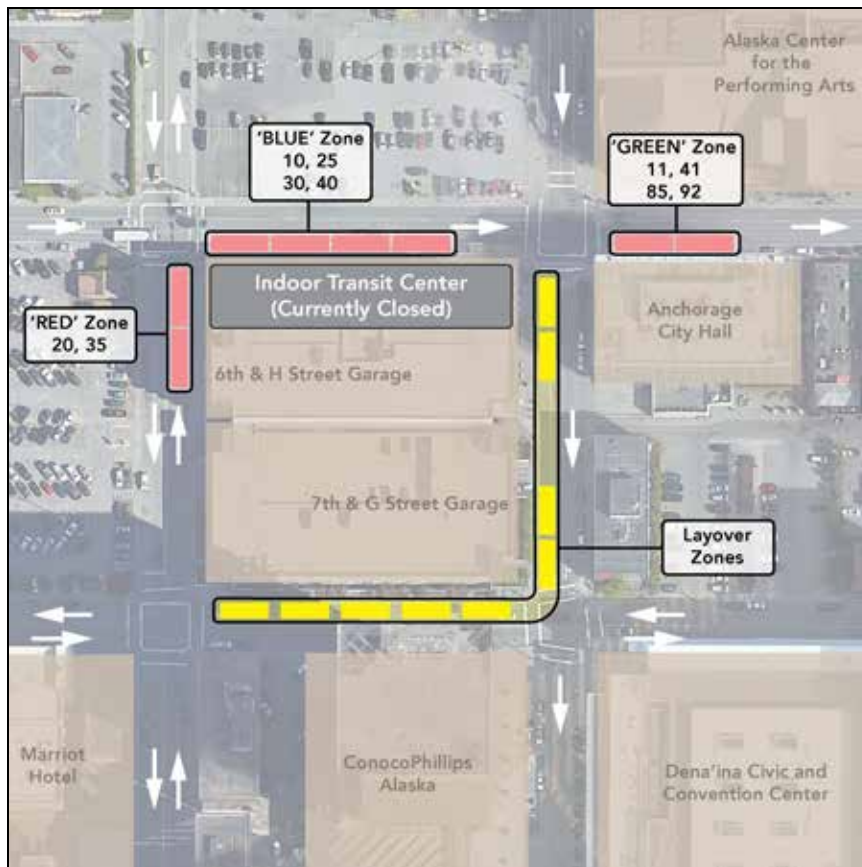 Alaska Center
for the
Performing Arts
'BLUE' Zone
10, 25
30, 40
'GREEN' Zone
11, 41
85, 92
Indoor Transit Center
(Currently Closed)
'RED' Zone
20, 35
Anchorage
City Hall
6th & H Street Garage
7th & G Street Garage
Layover
Zones
Marriot
Hotel
ConocoPhillips
Alaska
Dena'ina Civic and
Convention Center